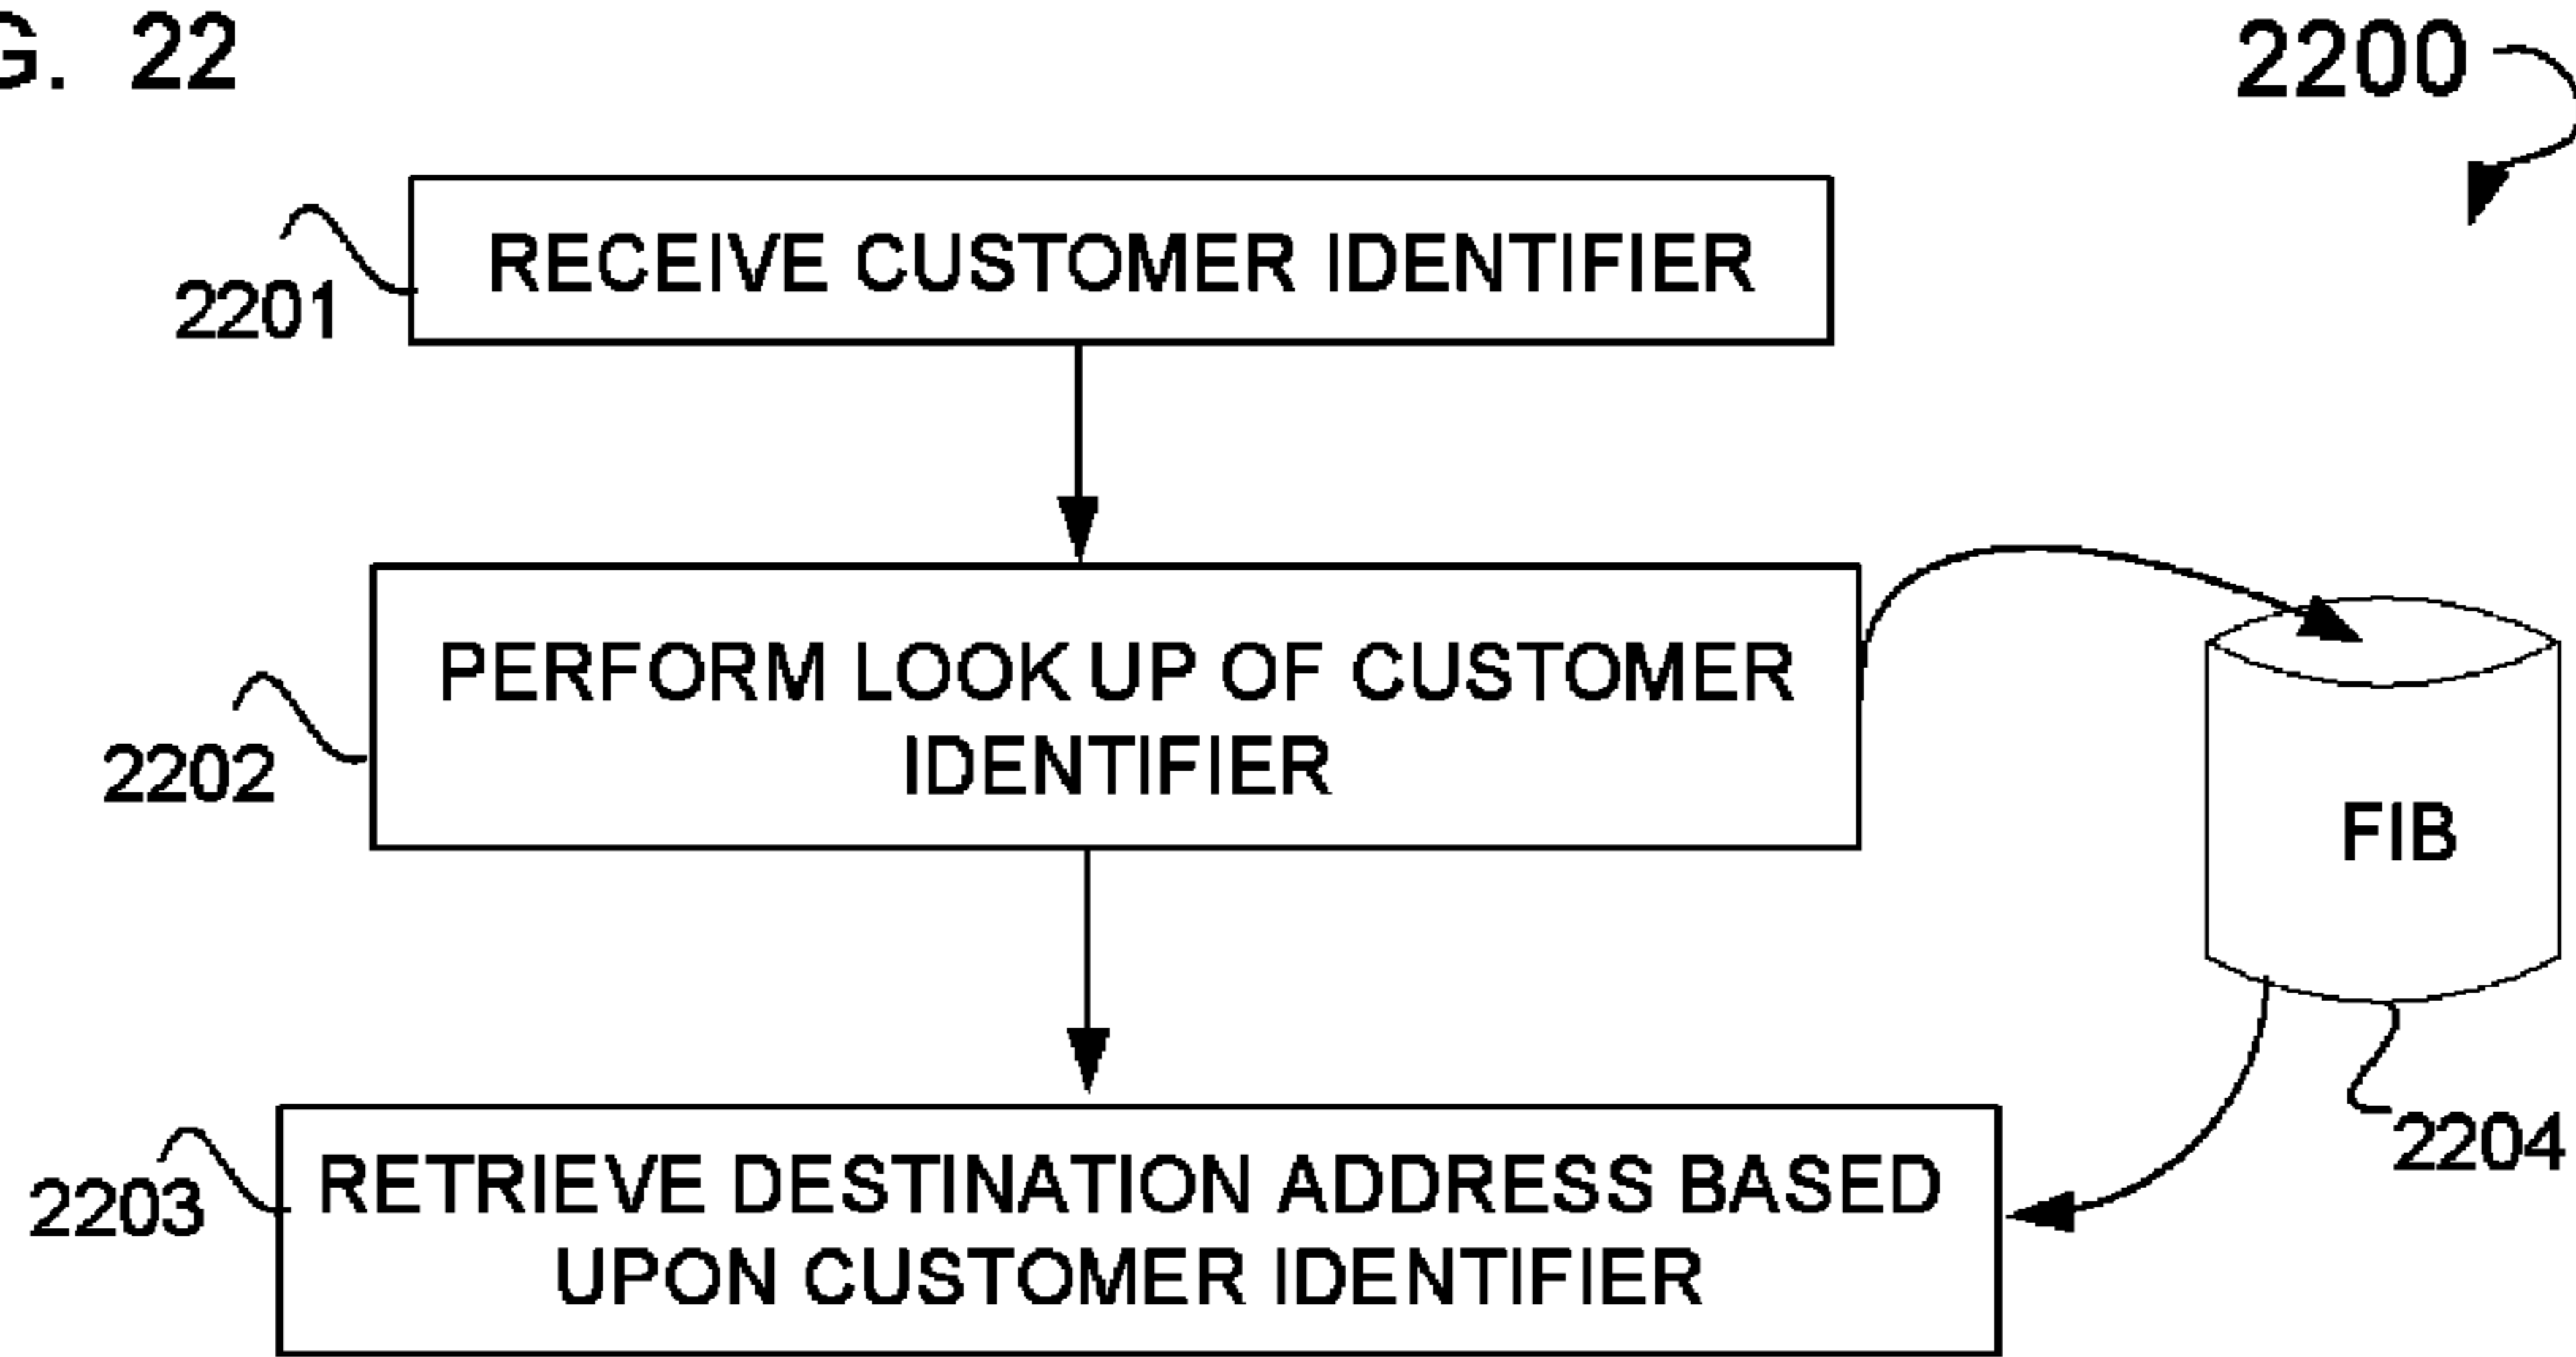 G. 22
2200
RECEIVE CUSTOMER IDENTIFIER
2201
PERFORM LOOK UP OF CUSTOMER
IDENTIFIER
2202
FIB
2204
RETRIEVE DESTINATION ADDRESS BASED
UPON CUSTOMER IDENTIFIER
2203